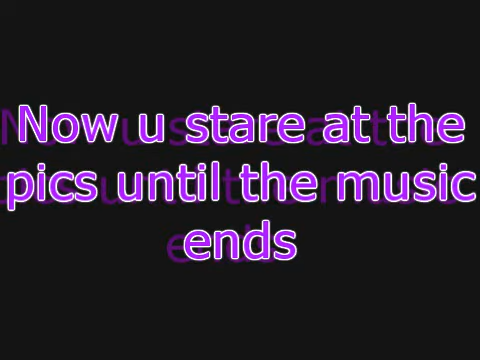 Now u stare at the
pics until the music
ends